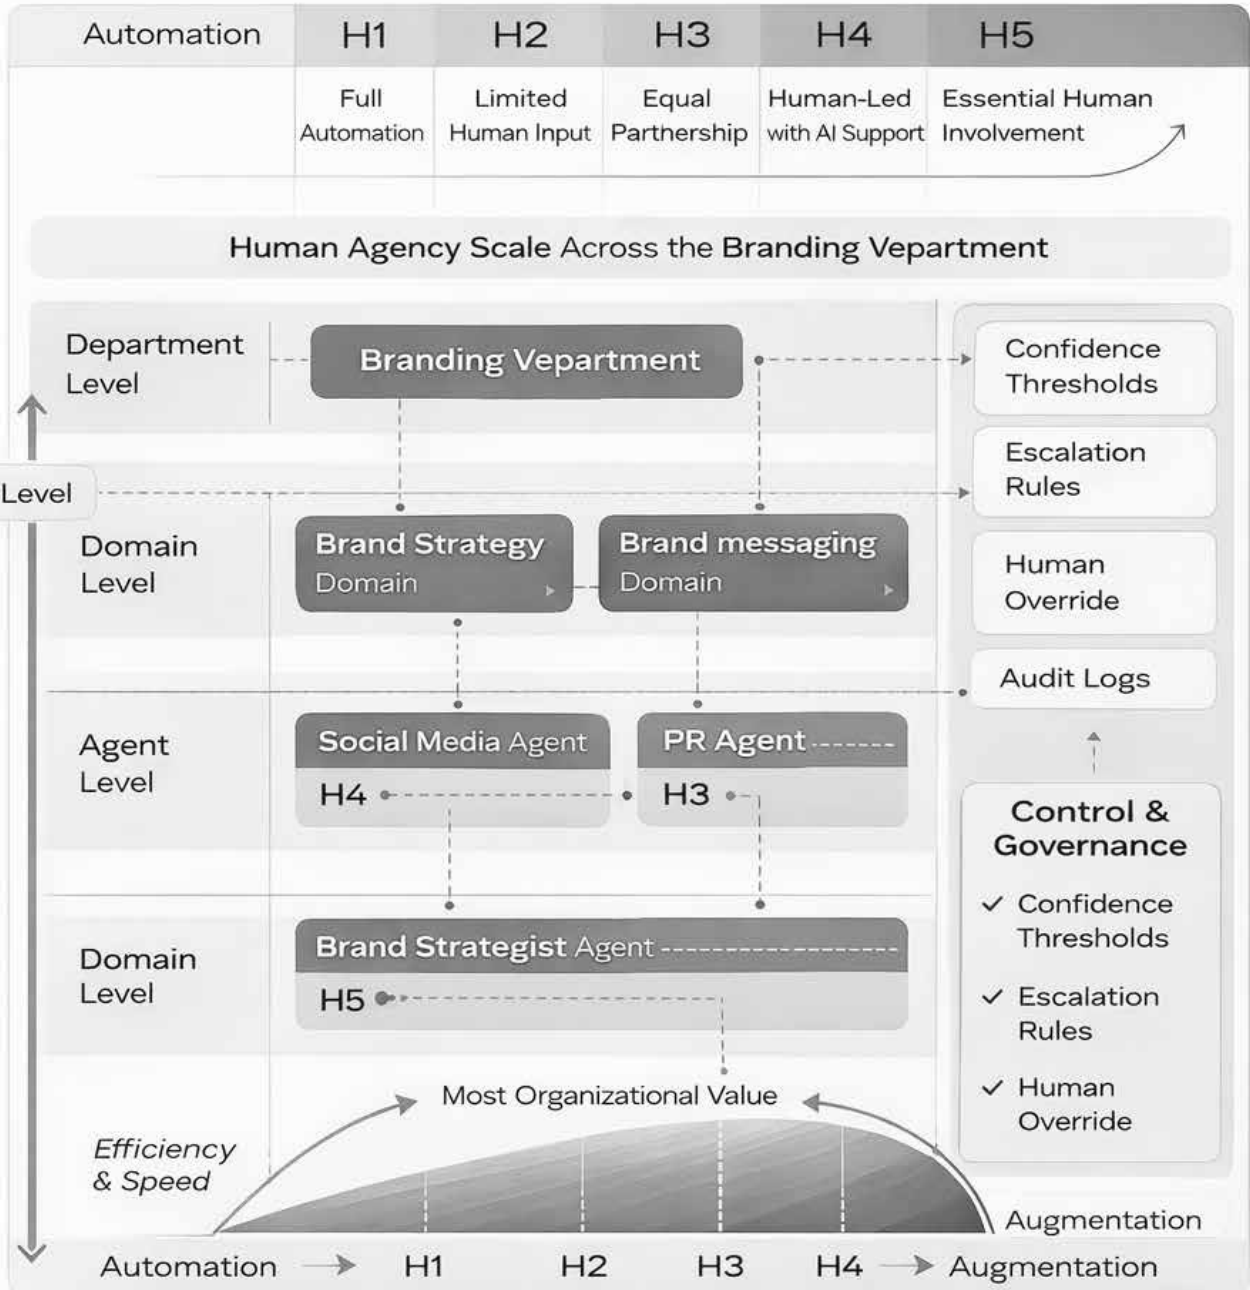 Automation H1 H2 H3 H4 H5
Full Automation
Limited Human Input
Equal Partnership
Human-Led with AI Support
Essential Human Involvement
Human Agency Scale Across the Branding Vepartment
Department
Level
Branding Vepartment
Confidence
Thresholds
Level
Escalation
Rules
Domain
Level
Brand Strategy
Domain
Brand messaging
Domain
Human
Override
Audit Logs
Agent
Level
Social Media Agent
H4
PR Agent
H3
Control &
Governance
Confidence
Thresholds
Escalation
Rules
Human
Override
Domain
Level
Brand Strategist Agent
H5
Most Organizational Value
Efficiency
& Speed
Augmentation
Automation H1 H2 H3 H4 Augmentation